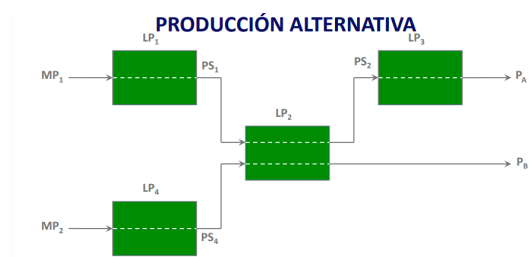 PRODUCCIÓN ALTERNATIVA
LP1
LP3
MP1
PS1
PS2
PA
LP2
PB
LP4
MP2
PS4